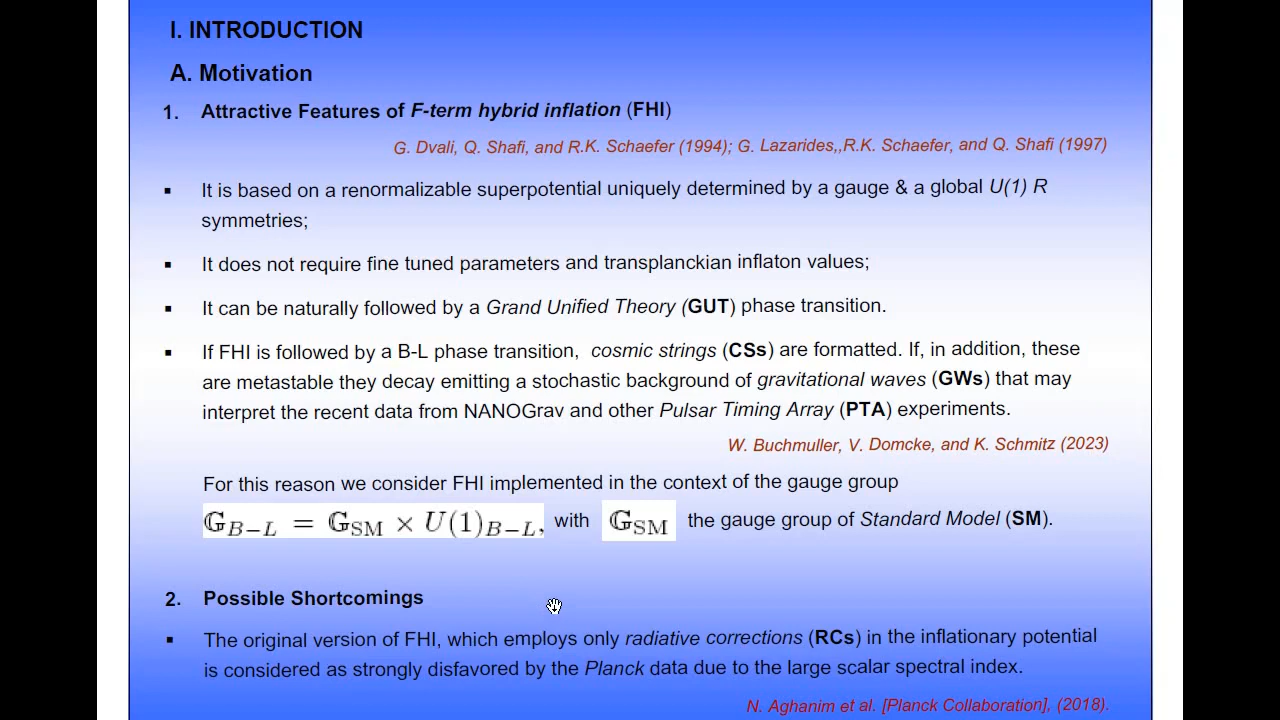 I. INTRODUCTION
A. Motivation
1. Attractive Features of F-term hybrid inflation (FHI)
G. Dvali, Q. Shafi, and R.K. Schaefer (1994); G. Lazarides,,R.K. Schaefer, and Q. Shafi (1997)
▪ It is based on a renormalizable superpotential uniquely determined by a gauge & a global U(1) R
symmetries;
▪ It does not require fine tuned parameters and transplanckian inflaton values;
▪ It can be naturally followed by a Grand Unified Theory (GUT) phase transition.
▪ If FHI is followed by a B-L phase transition, cosmic strings (CSs) are formatted. If, in addition, these
are metastable they decay emitting a stochastic background of gravitational waves (GWs) that may
interpret the recent data from NANOGrav and other Pulsar Timing Array (PTA) experiments.
W. Buchmuller, V. Domcke, and K. Schmitz (2023)
For this reason we consider FHI implemented in the context of the gauge group
𝔾_{B−L} = 𝔾_{SM} × U(1)_{B−L}, with 𝔾_{SM} the gauge group of Standard Model (SM).
2. Possible Shortcomings
▪ The original version of FHI, which employs only radiative corrections (RCs) in the inflationary potential
is considered as strongly disfavored by the Planck data due to the large scalar spectral index.
N. Aghanim et al. [Planck Collaboration], (2018).